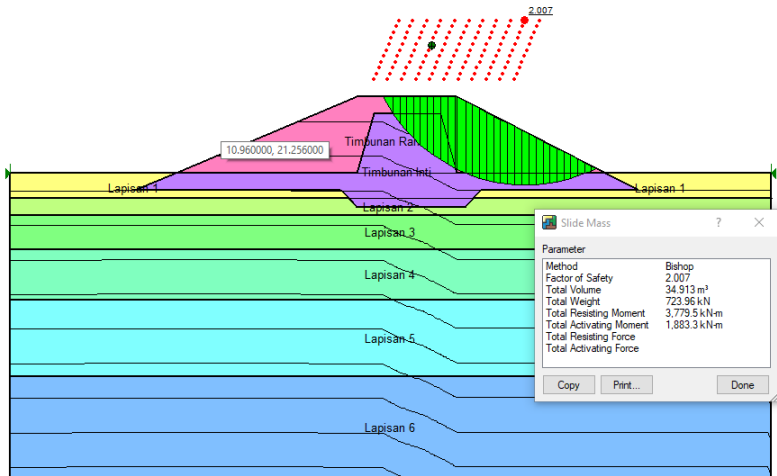 2.007
10.960000, 21.256000
Timbunan Ran
Timbunan Inti
Lapisan 1
Lapisan 1
Lapisan 2
Lapisan 3
Lapisan 4
Lapisan 5
Lapisan 6
Slide Mass
Parameter
Method Bishop
Factor of Safety 2.007
Total Volume 34.913 m³
Total Weight 723.96 kN
Total Resisting Moment 3,779.5 kN-m
Total Activating Moment 1,883.3 kN-m
Total Resisting Force
Total Activating Force
Copy
Print...
Done